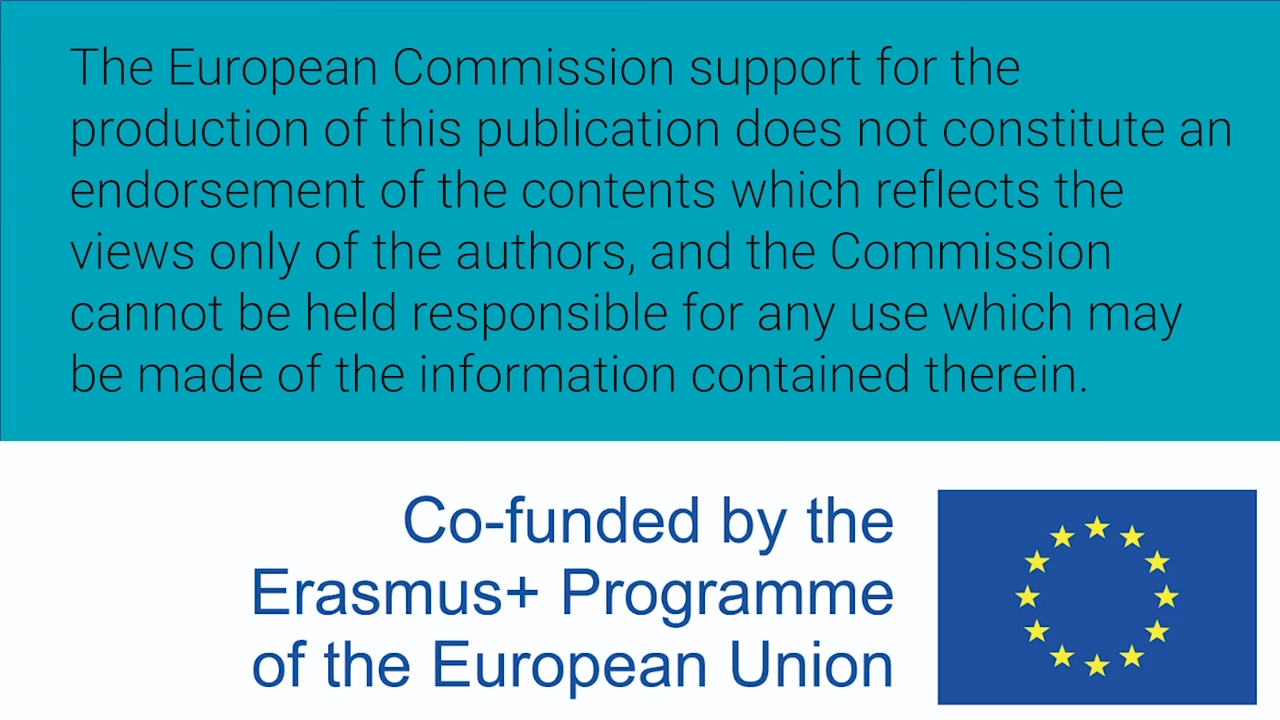 The European Commission support for the
production of this publication does not constitute an
endorsement of the contents which reflects the
views only of the authors, and the Commission
cannot be held responsible for any use which may
be made of the information contained therein.
Co-funded by the
Erasmus+ Programme
of the European Union